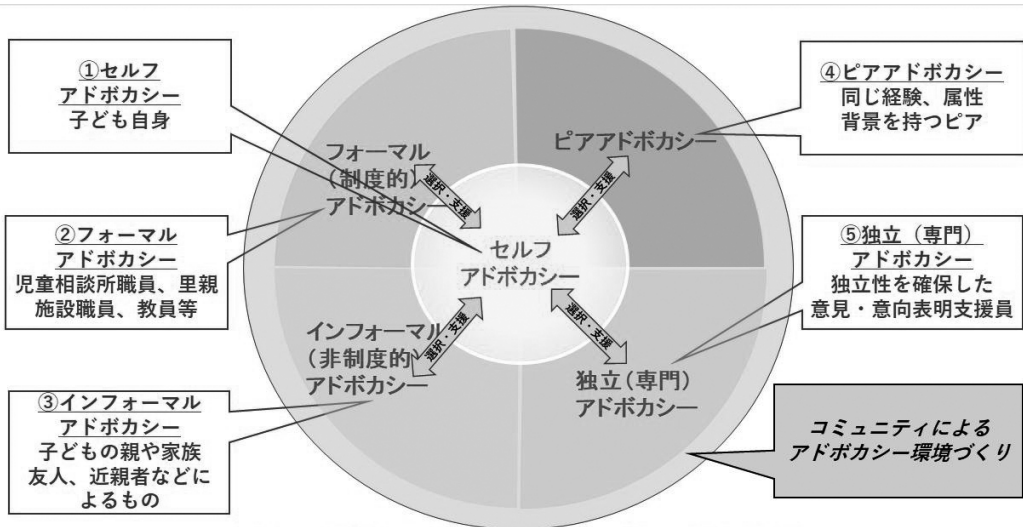 ①セルフ
アドボカシー
子ども自身
②フォーマル
アドボカシー
児童相談所職員、里親
施設職員、教員等
③インフォーマル
アドボカシー
子どもの親や家族
友人、近親者などに
よるもの
フォーマル
(制度的)
アドボカシー
選択・支援
ピアアドボカシー
選択・支援
セルフ
アドボカシー
インフォーマル
(非制度的)
アドボカシー
選択・支援
独立(専門)
アドボカシー
選択・支援
④ピアアドボカシー
同じ経験、属性
背景を持つピア
⑤独立（専門）
アドボカシー
独立性を確保した
意見・意向表明支援員
コミュニティによる
アドボカシー環境づくり